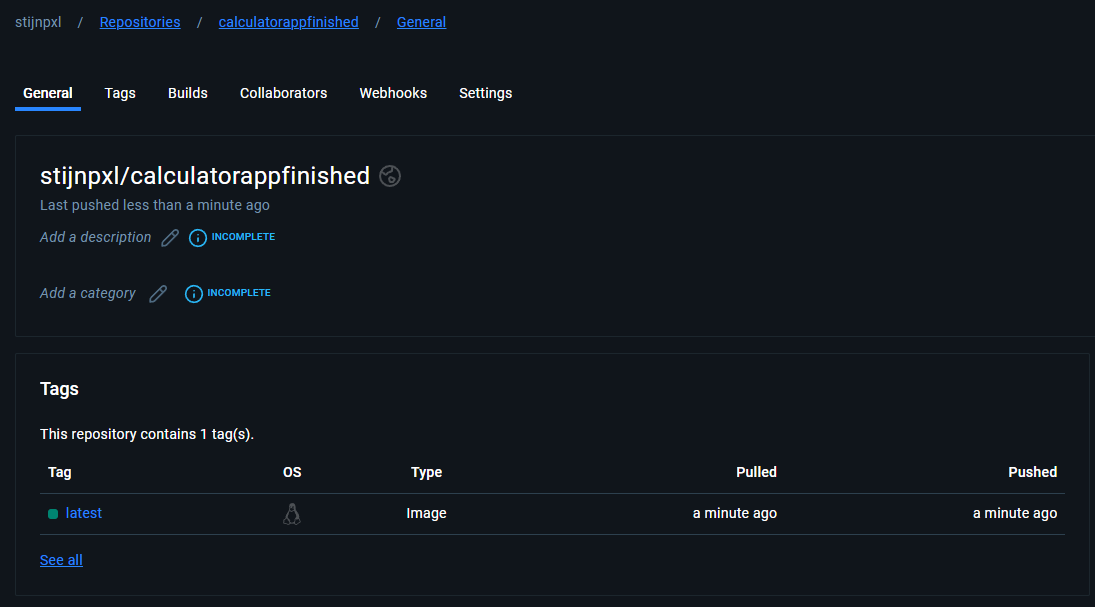 stijnpxl / Repositories / calculatorappfinished / General
General Tags Builds Collaborators Webhooks Settings
stijnpxl/calculatorappfinished
Last pushed less than a minute ago
Add a description INCOMPLETE
Add a category INCOMPLETE
Tags
This repository contains 1 tag(s).
Tag OS Type Pulled Pushed
latest Image a minute ago a minute ago
See all